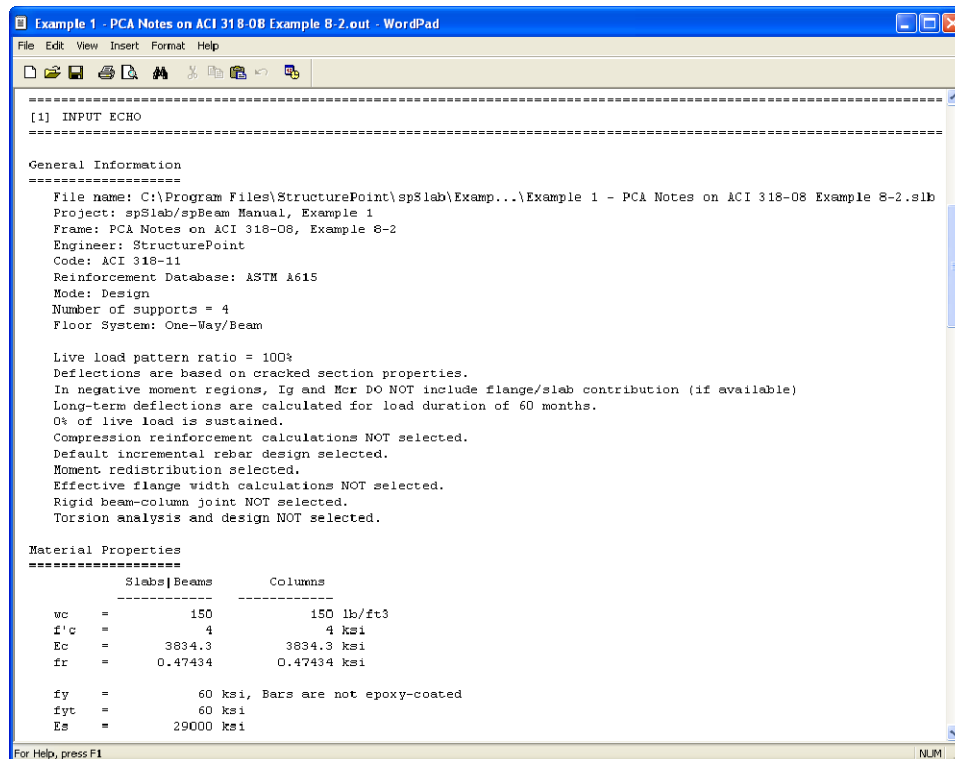 Example 1 - PCA Notes on ACI 318-08 Example 8-2.out - WordPad
File Edit View Insert Format Help
[1] INPUT ECHO
General Information
File name: C:\Program Files\StructurePoint\spSlab\Examp...\Example 1 - PCA Notes on ACI 318-08 Example 8-2.slb
Project: spSlab/spBeam Manual, Example 1
Frame: PCA Notes on ACI 318-08, Example 8-2
Engineer: StructurePoint
Code: ACI 318-11
Reinforcement Database: ASTM A615
Mode: Design
Number of supports = 4
Floor System: One-Way/Beam
Live load pattern ratio = 100%
Deflections are based on cracked section properties.
In negative moment regions, Ig and Mcr DO NOT include flange/slab contribution (if available)
Long-term deflections are calculated for load duration of 60 months.
0% of live load is sustained.
Compression reinforcement calculations NOT selected.
Default incremental rebar design selected.
Moment redistribution selected.
Effective flange width calculations NOT selected.
Rigid beam-column joint NOT selected.
Torsion analysis and design NOT selected.
Material Properties
Slabs|Beams Columns
wc = 150 150 lb/ft3
f'c = 4 4 ksi
Ec = 3834.3 3834.3 ksi
fr = 0.47434 0.47434 ksi
fy = 60 ksi, Bars are not epoxy-coated
fyt = 60 ksi
Es = 29000 ksi
For Help, press F1 NUM